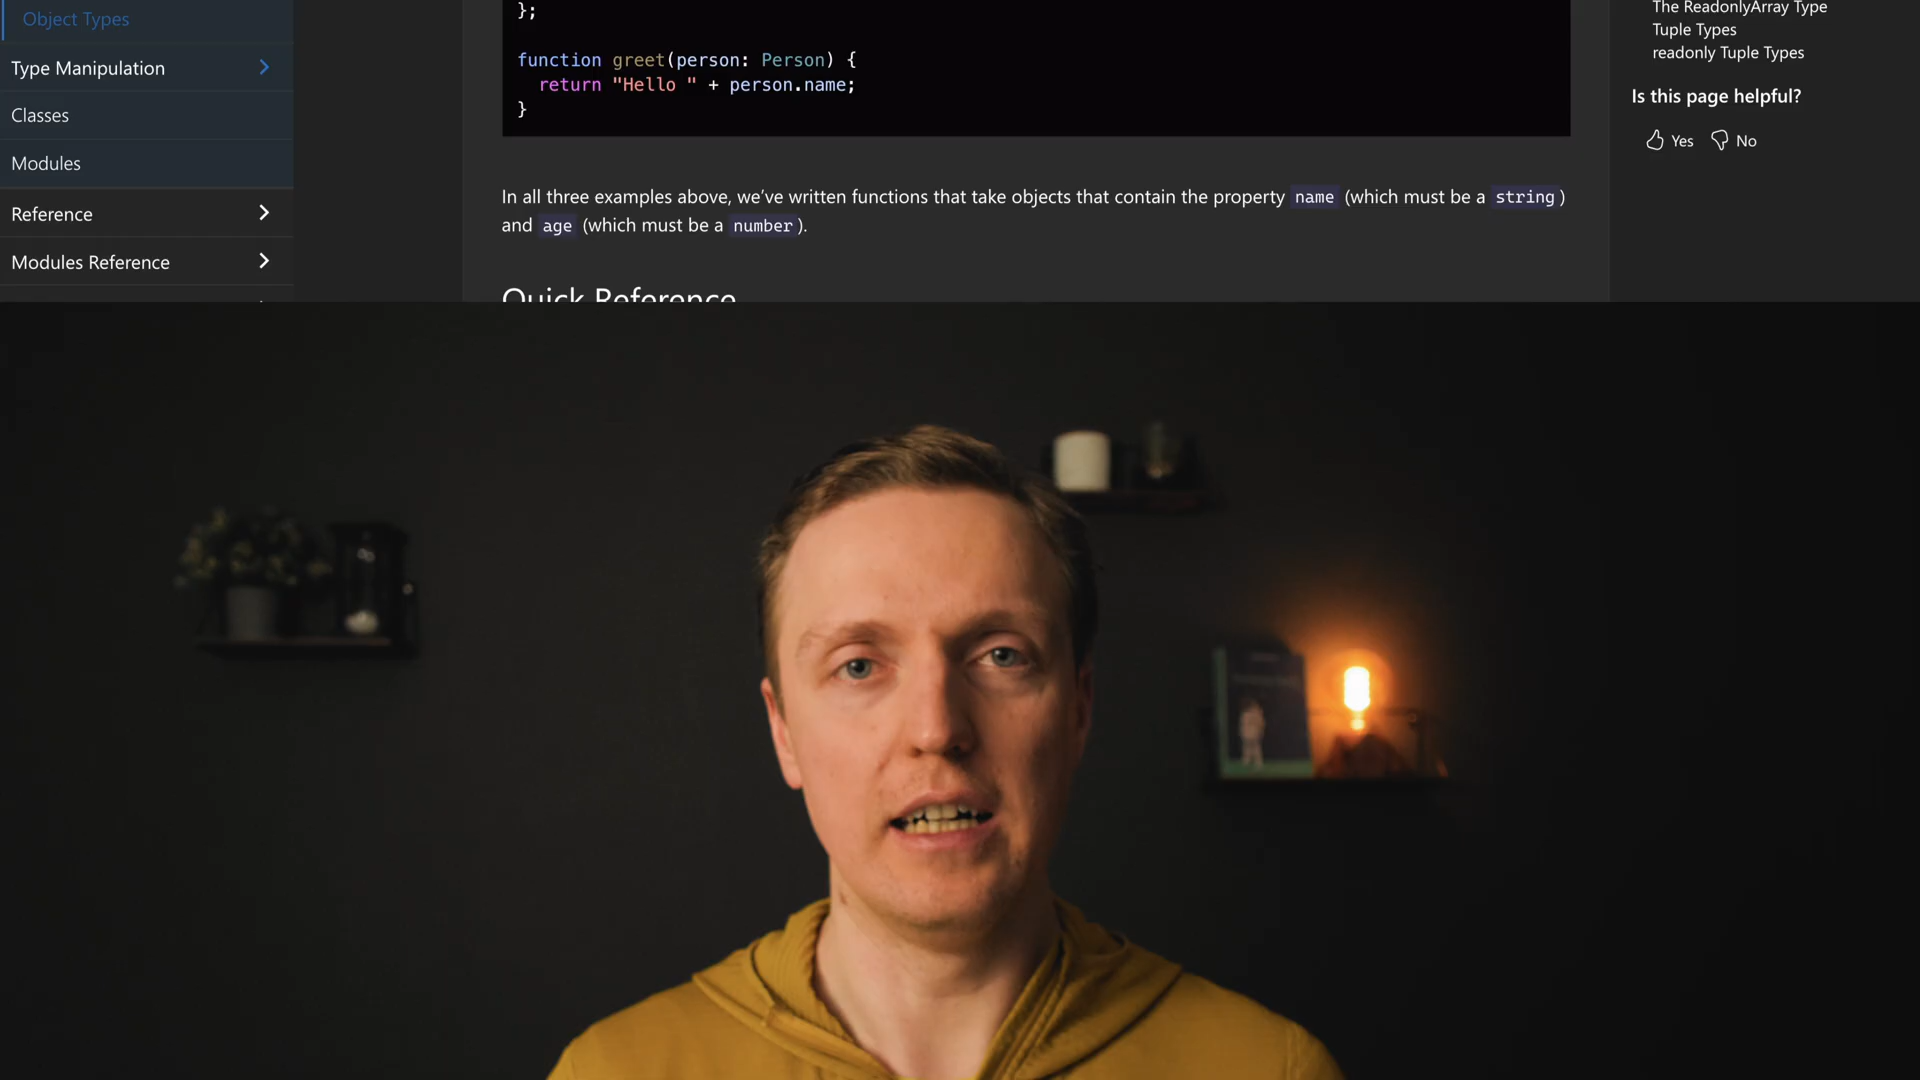 Object Types
Type Manipulation
Classes
Modules
Reference
Modules Reference
};
function greet(person: Person) {
return "Hello " + person.name;
}
In all three examples above, we’ve written functions that take objects that contain the property name (which must be a string)
and age (which must be a number).
Quick Reference
The ReadonlyArray Type
Tuple Types
readonly Tuple Types
Is this page helpful?
Yes
No